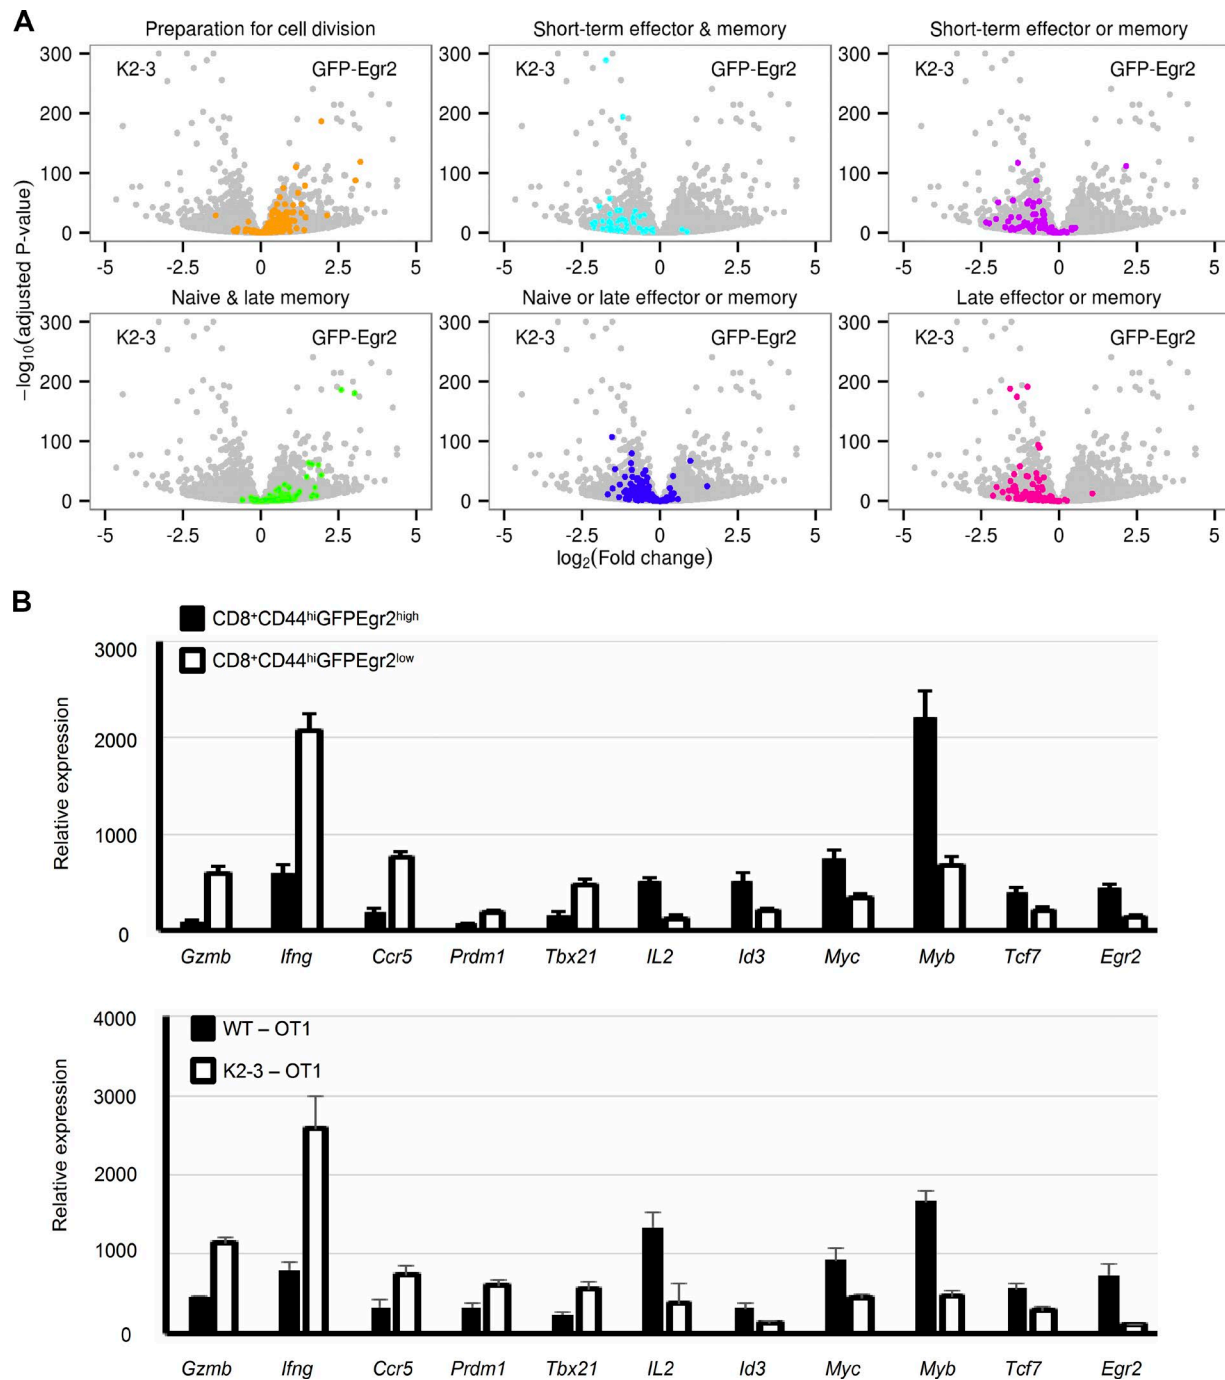 A
Preparation for cell division
Short-term effector & memory
Short-term effector or memory
300
K2-3
GFP-Egr2
200
100
0
-5
-2.5
0
2.5
5
300
K2-3
GFP-Egr2
200
100
0
-5
-2.5
0
2.5
5
300
K2-3
GFP-Egr2
200
100
0
-5
-2.5
0
2.5
5
−log10(adjusted P-value)
Naive & late memory
Naive or late effector or memory
Late effector or memory
300
K2-3
GFP-Egr2
200
100
0
-5
-2.5
0
2.5
5
300
K2-3
GFP-Egr2
200
100
0
-5
-2.5
0
2.5
5
300
K2-3
GFP-Egr2
200
100
0
-5
-2.5
0
2.5
5
log2(Fold change)
B
CD8+CD44hiGFPEgr2high
CD8+CD44hiGFPEgr2low
Relative expression
3000
2000
1000
0
Gzmb Ifng Ccr5 Prdm1 Tbx21 IL2 Id3 Myc Myb Tcf7 Egr2
WT – OT1
K2-3 – OT1
Relative expression
4000
3000
2000
1000
0
Gzmb Ifng Ccr5 Prdm1 Tbx21 IL2 Id3 Myc Myb Tcf7 Egr2